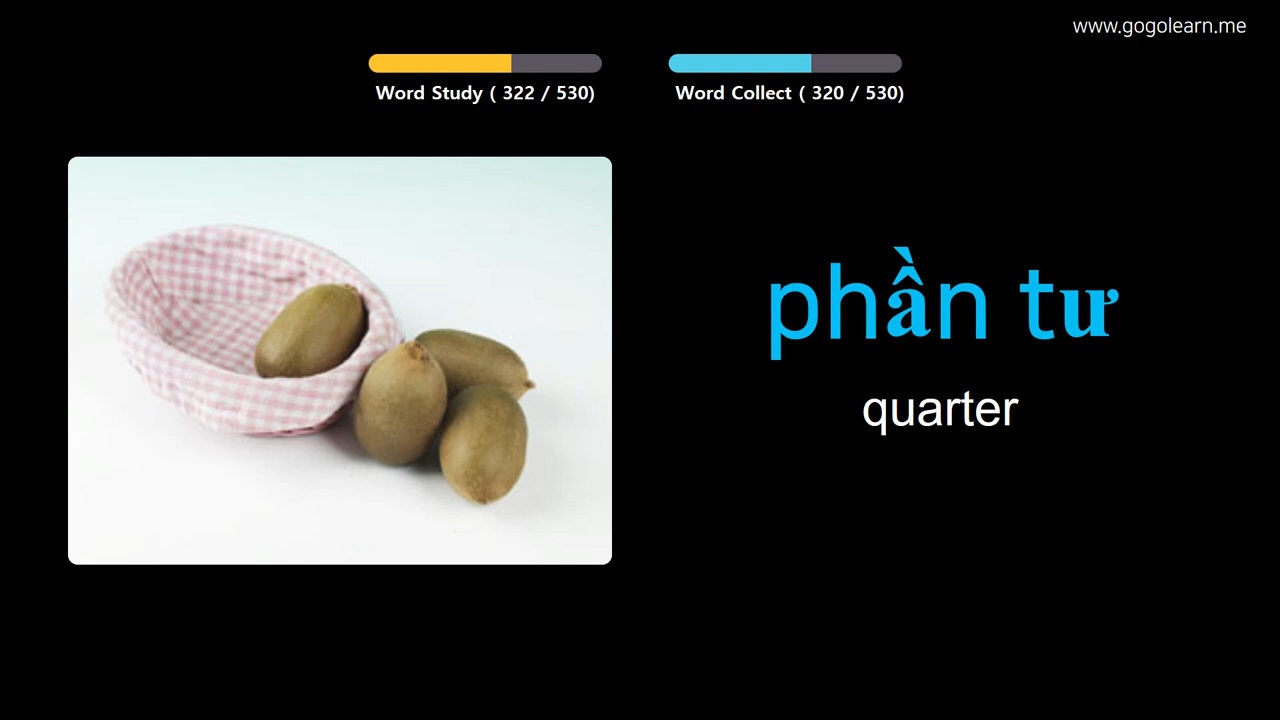 www.gogolearn.me
Word Study ( 322 / 530)
Word Collect ( 320 / 530)
phần tư
quarter